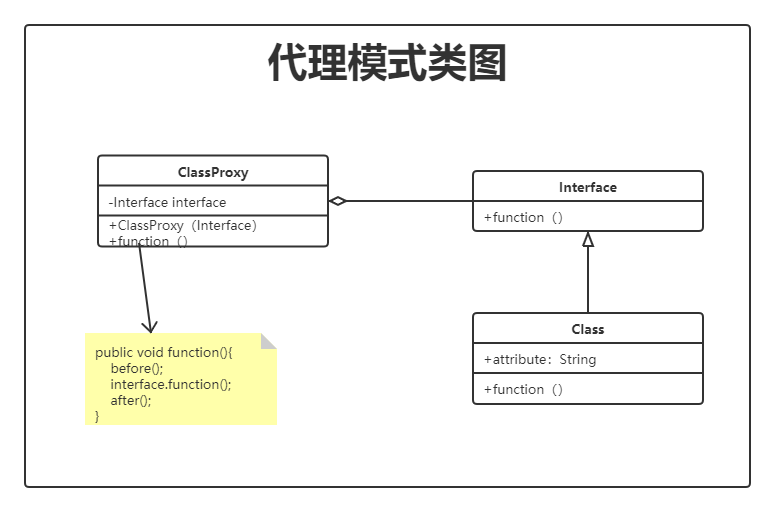 代理模式类图
ClassProxy
-Interface interface
+ClassProxy（Interface）
+function（）
Interface
+function（）
Class
+attribute：String
+function（）
public void function(){
    before();
    interface.function();
    after();
}